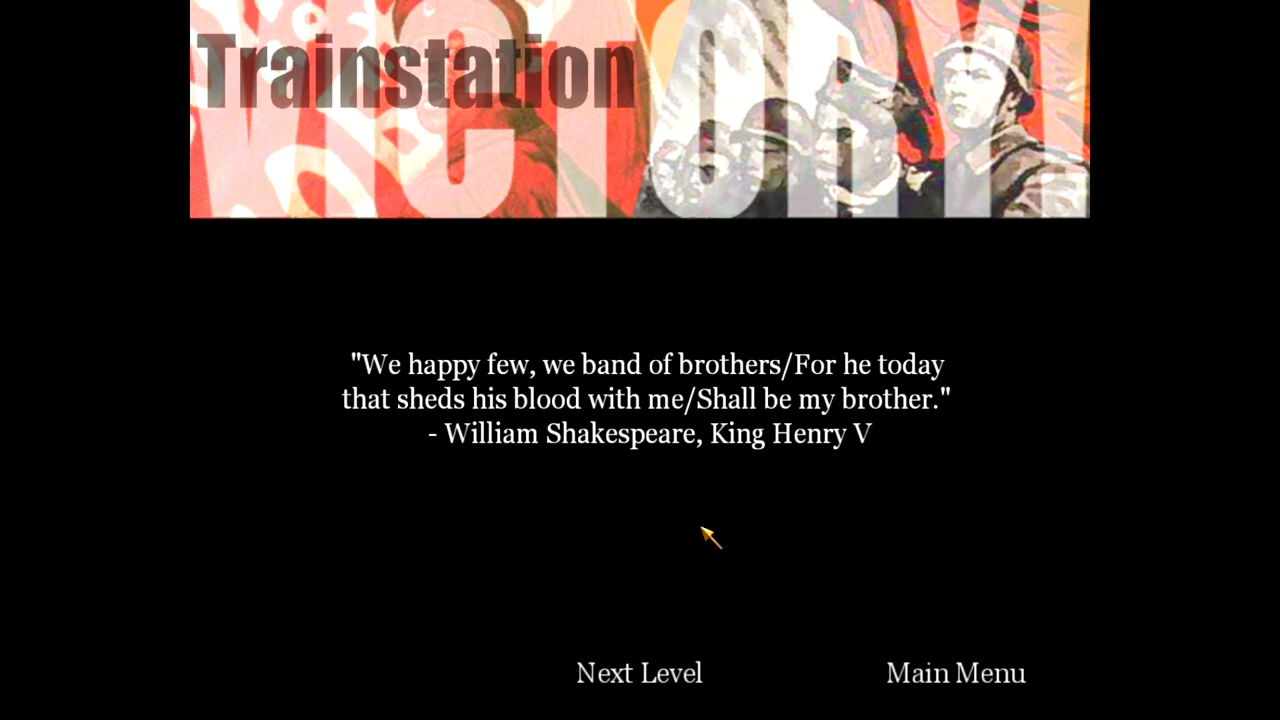 VICTORY!
Trainstation
"We happy few, we band of brothers/For he today
that sheds his blood with me/Shall be my brother."
- William Shakespeare, King Henry V
Next Level
Main Menu